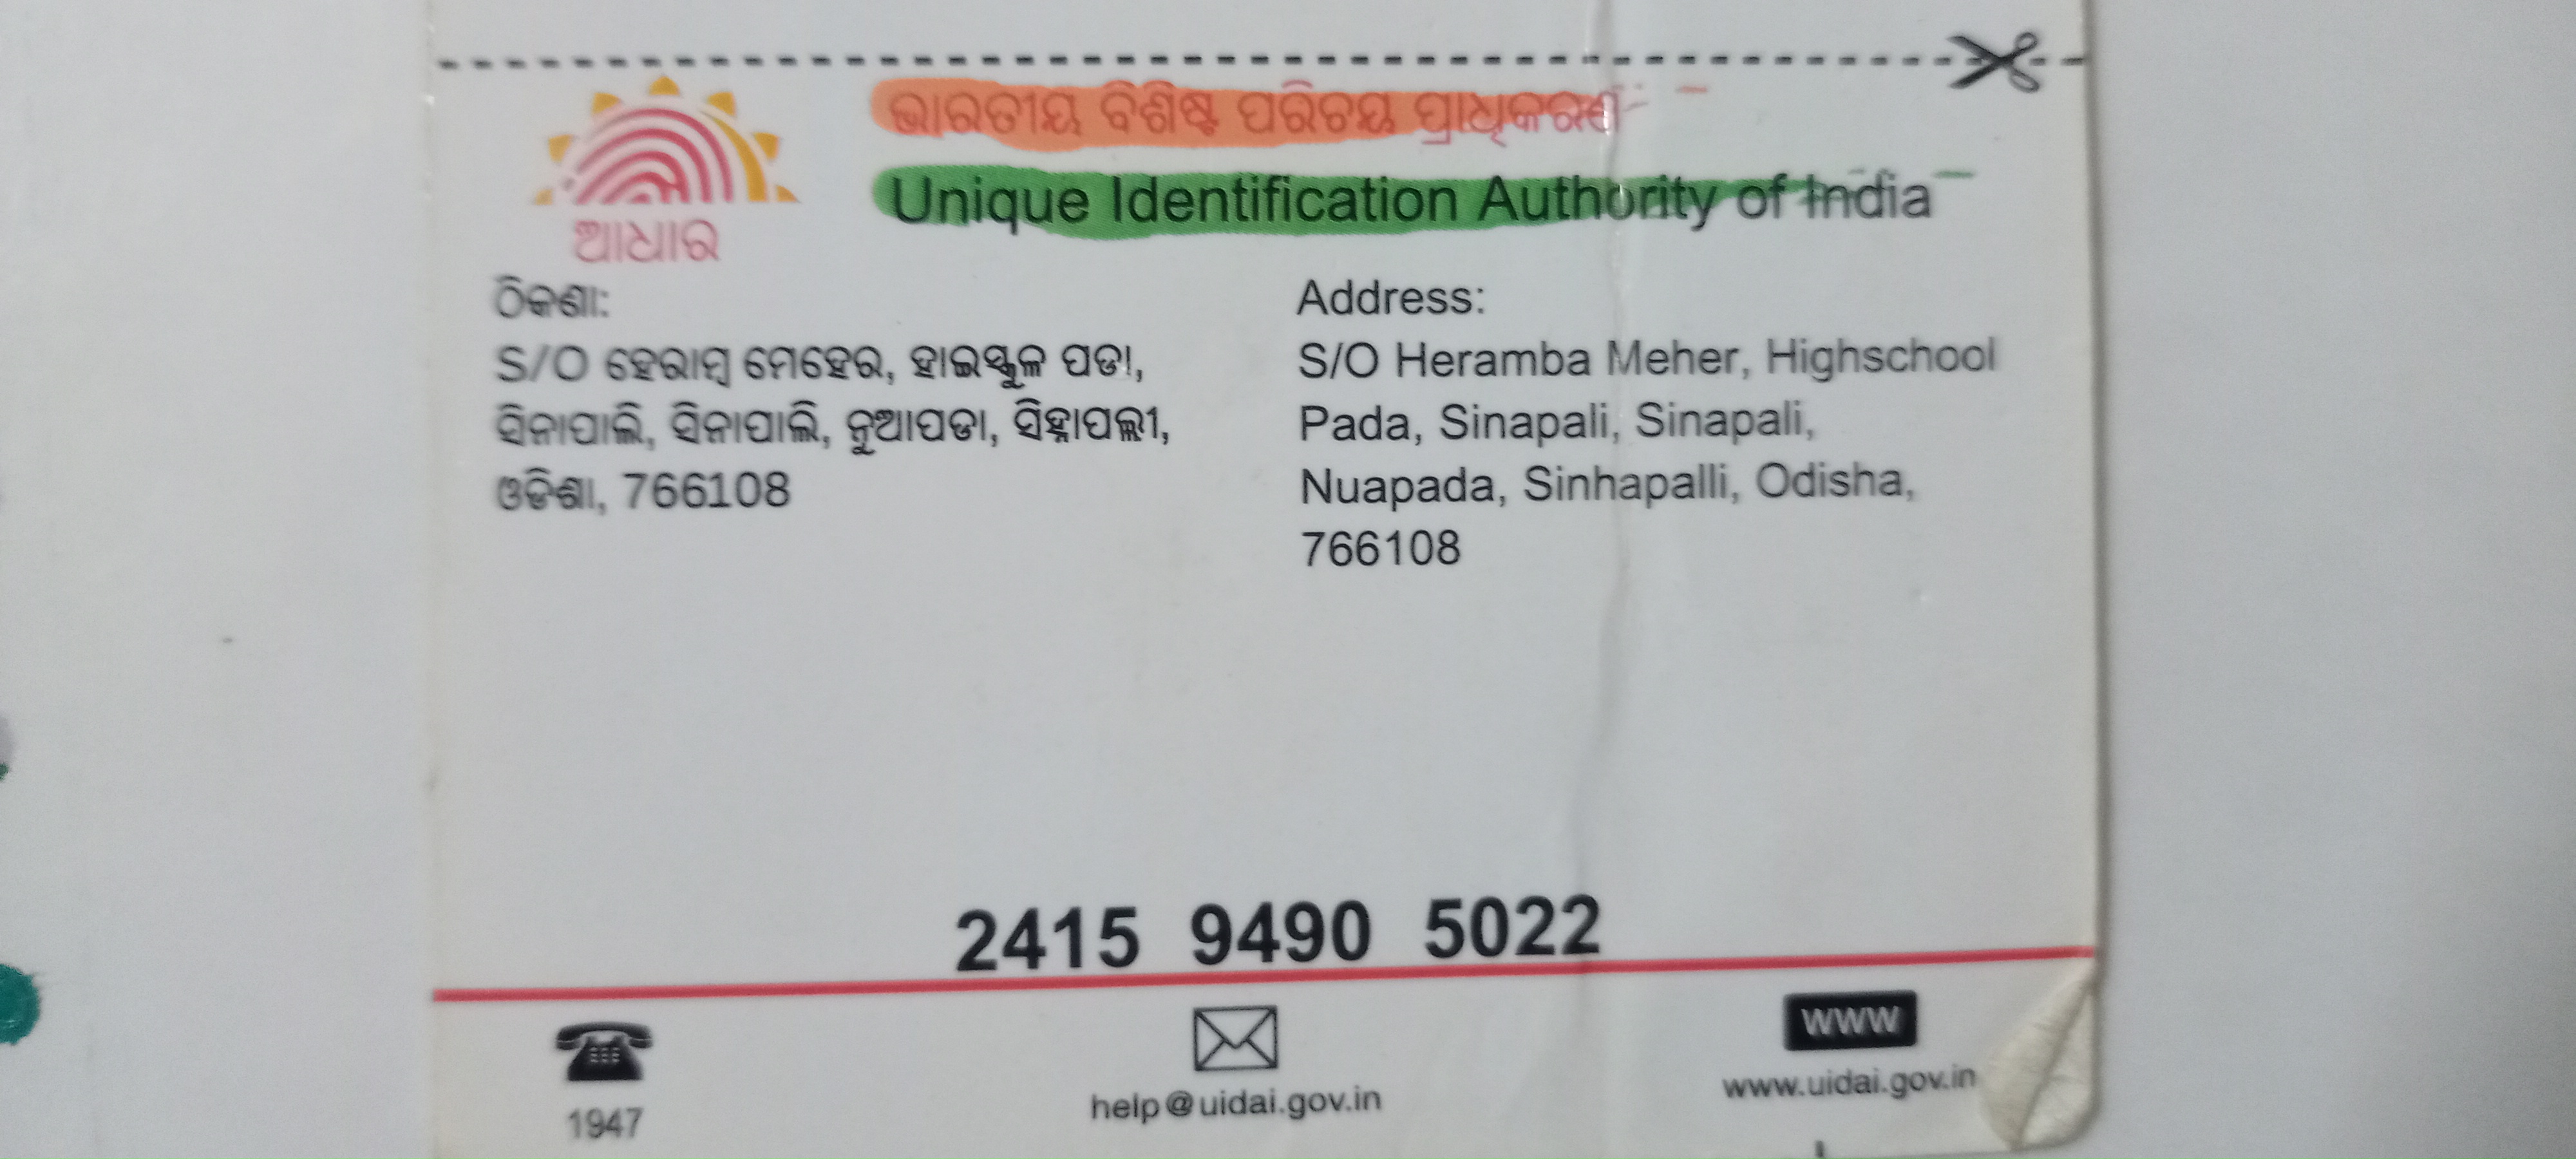 ଭାରତୀୟ ବିଶିଷ୍ଟ ପରିଚୟ ପ୍ରାଧିକରଣ
Unique Identification Authority of India
ଆଧାର
ଠିକଣା:
S/O ହେରାମ୍ବ ମେହେର, ହାଇସ୍କୁଳ ପଡା,
ସିନାପାଲି, ସିନାପାଲି, ନୁଆପଡା, ସିହ୍ନାପଲ୍ଲୀ,
ଓଡିଶା, 766108
Address:
S/O Heramba Meher, Highschool
Pada, Sinapali, Sinapali,
Nuapada, Sinhapalli, Odisha,
766108
2415 9490 5022
1947
help@uidai.gov.in
WWW
www.uidai.gov.in